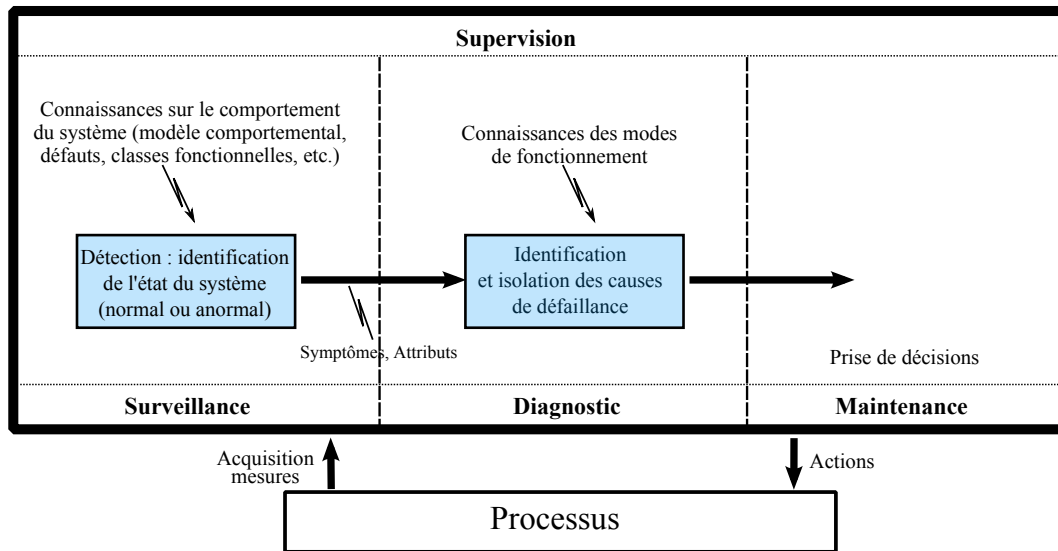 Supervision
Connaissances sur le comportement
du système (modèle comportemental,
défauts, classes fonctionnelles, etc.)
Connaissances des modes
de fonctionnement
Détection : identification
de l'état du système
(normal ou anormal)
Identification
et isolation des causes
de défaillance
Symptômes, Attributs
Prise de décisions
Surveillance
Diagnostic
Maintenance
Acquisition
mesures
Actions
Processus